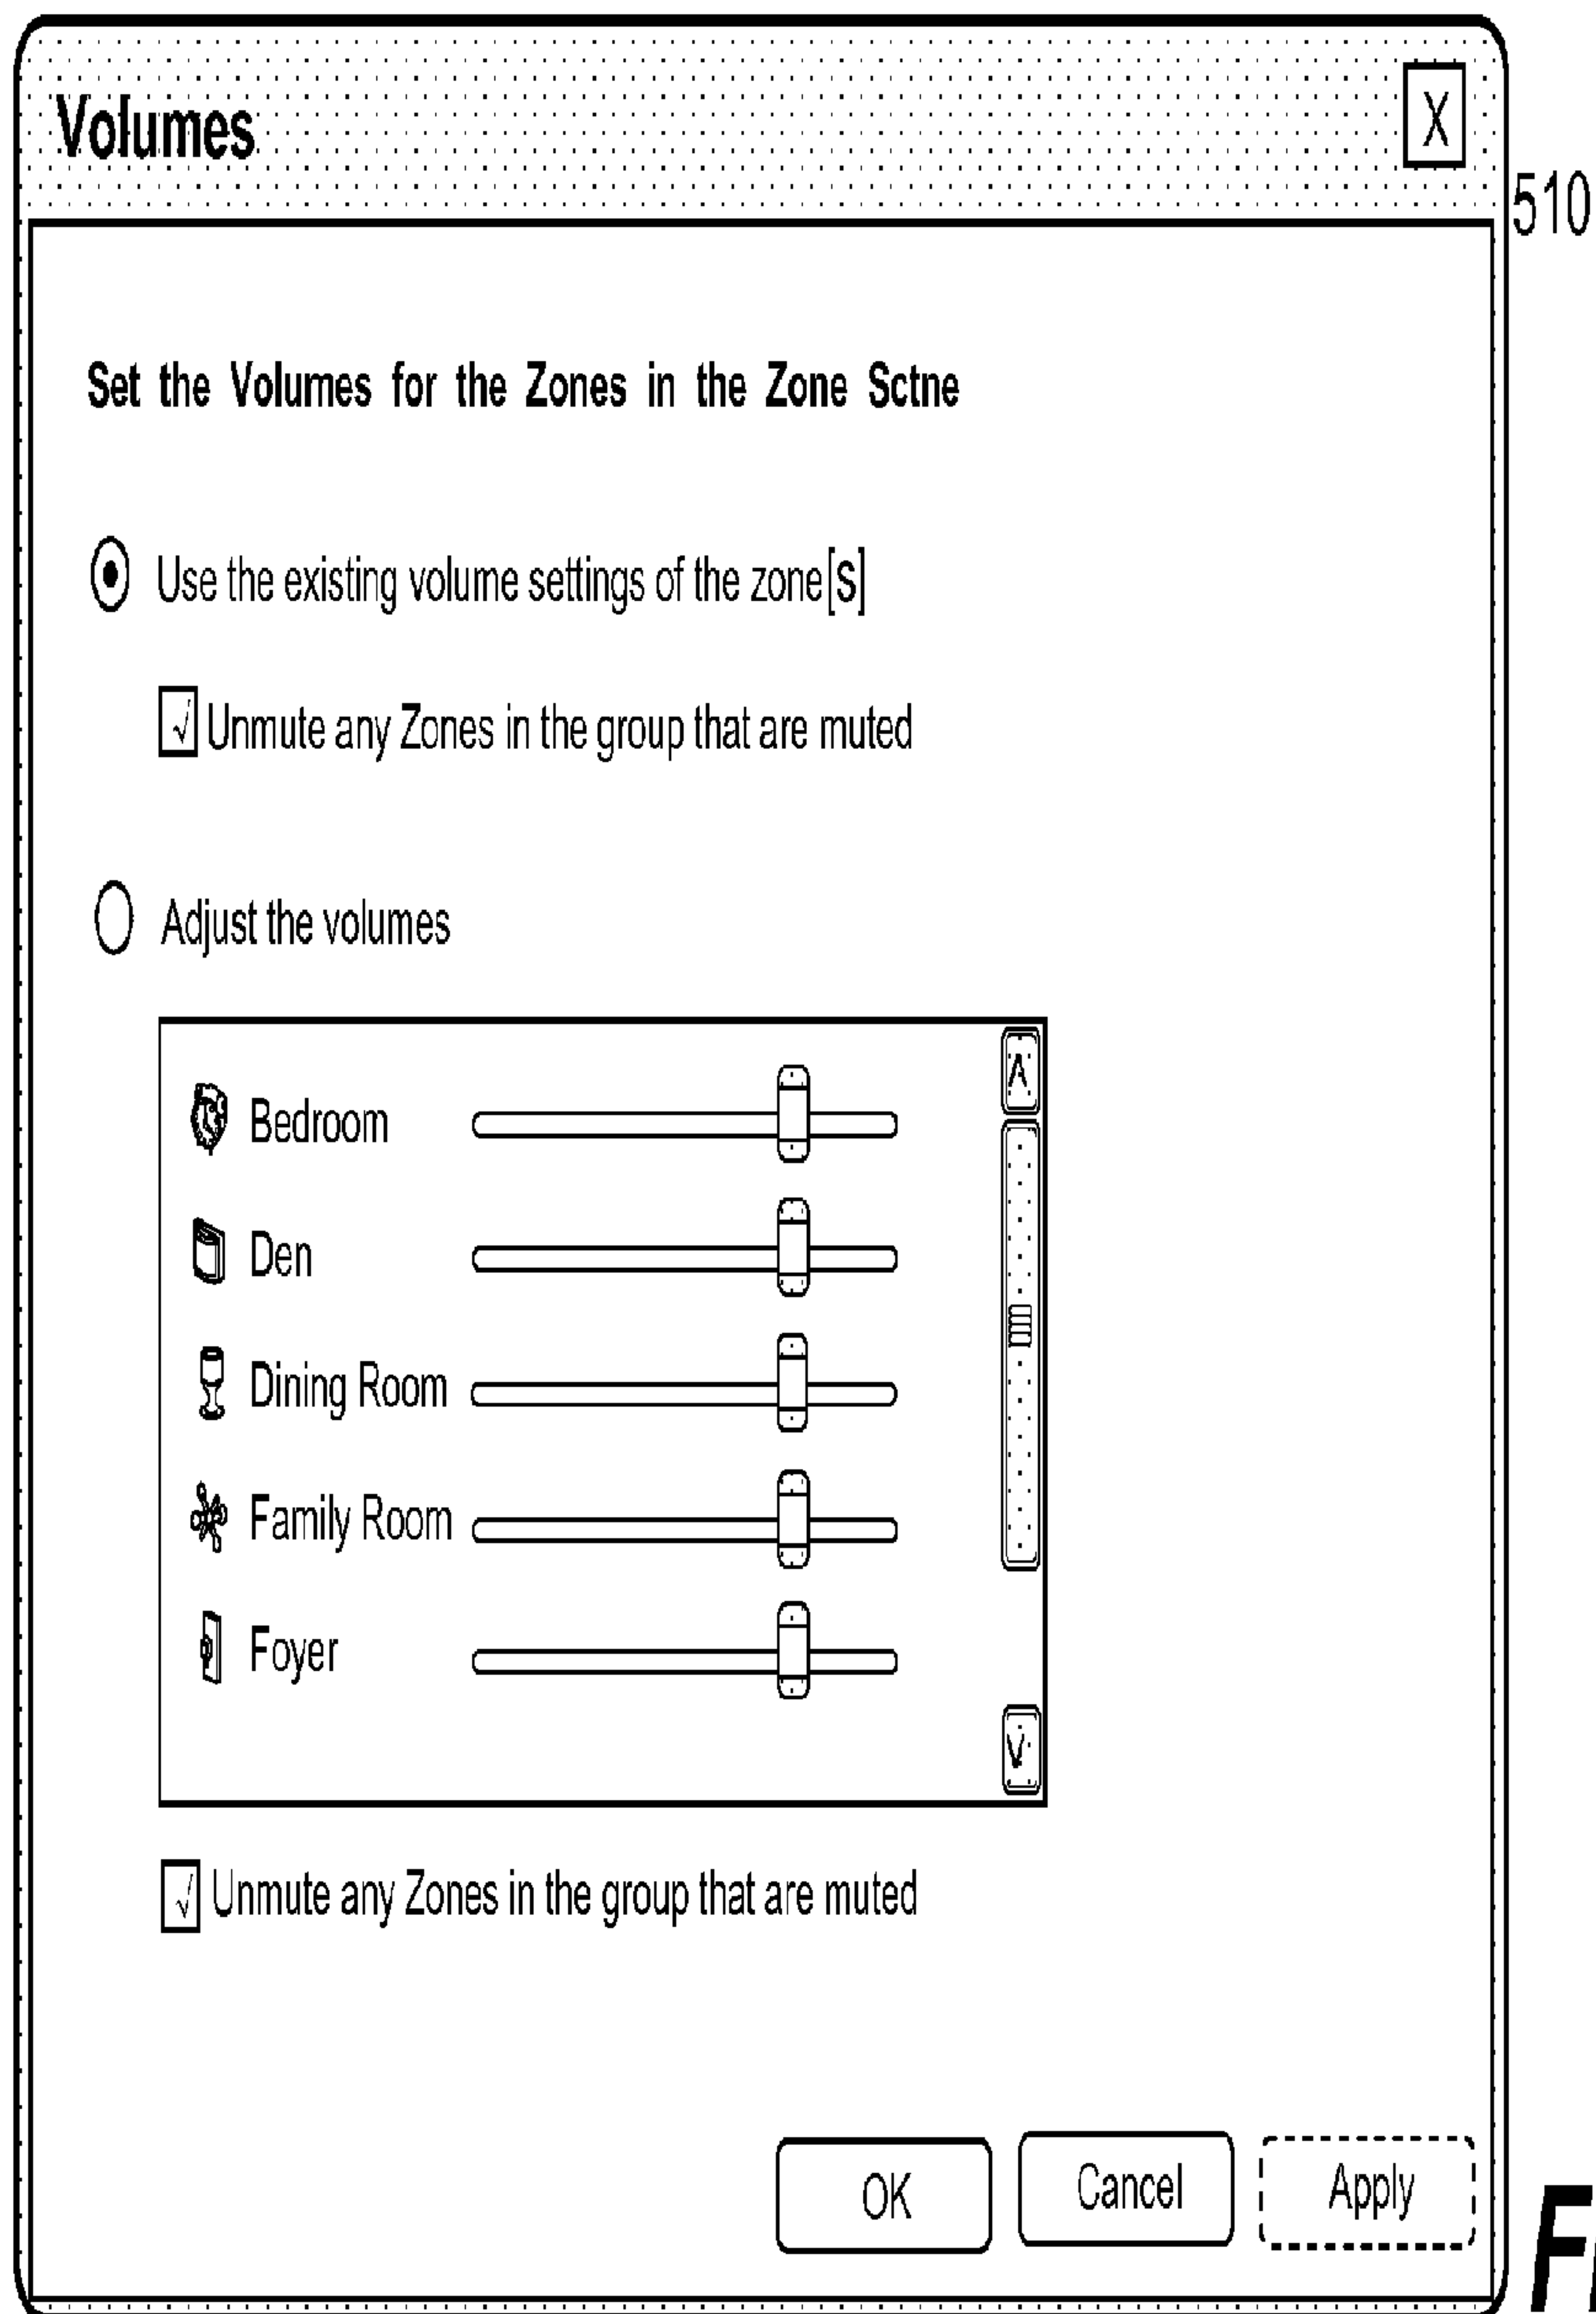 Volumes
X
510
Set the Volumes for the Zones in the Zone Sctne
Use the existing volume settings of the zone[s]
√ Unmute any Zones in the group that are muted
Adjust the volumes
Bedroom
Den
Dining Room
Family Room
Foyer
√ Unmute any Zones in the group that are muted
OK
Cancel
Apply